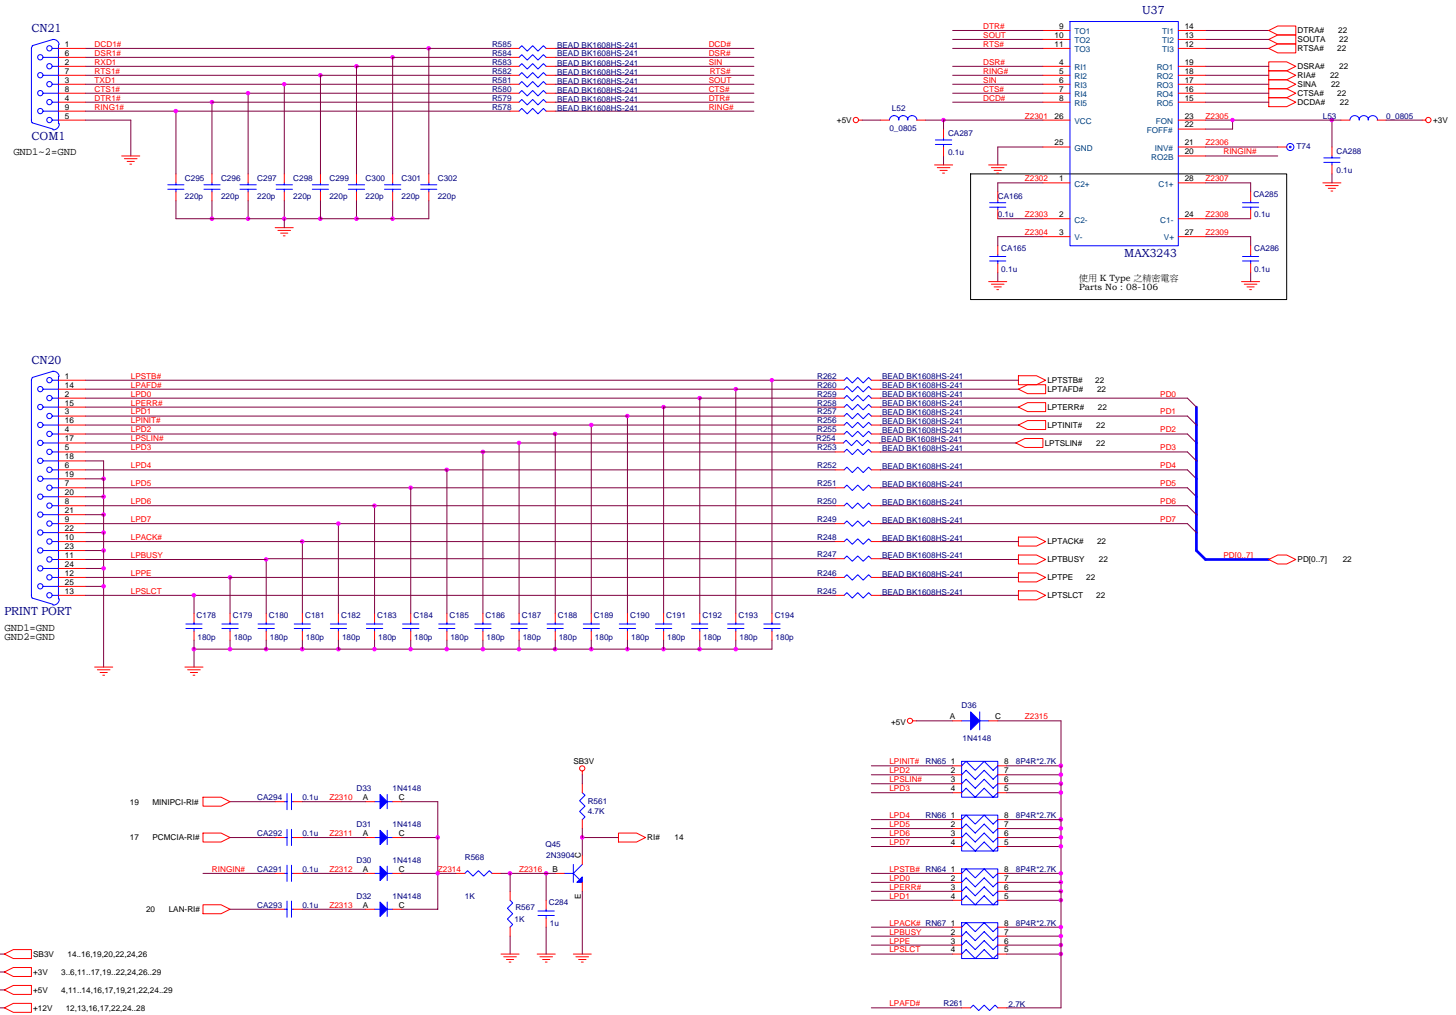 CN21
1 DCD1# R585 BEAD BK1608HS-241 DCD#
6 DSR1# R584 BEAD BK1608HS-241 DSR#
2 RXD1 R583 BEAD BK1608HS-241 SIN
7 RTS1# R582 BEAD BK1608HS-241 RTS#
3 TXD1 R581 BEAD BK1608HS-241 SOUT
8 CTS1# R580 BEAD BK1608HS-241 CTS#
4 DTR1# R579 BEAD BK1608HS-241 DTR#
9 RING1# R578 BEAD BK1608HS-241 RING#
5
COM1
GND1~2=GND
C295 C296 C297 C298 C299 C300 C301 C302
220p 220p 220p 220p 220p 220p 220p 220p
U37
DTR# 9 TO1 TI1 14 DTRA# 22
SOUT 10 TO2 TI2 13 SOUTA 22
RTS# 11 TO3 TI3 12 RTSA# 22
DSR# 4 RI1 RO1 19 DSRA# 22
RING# 5 RI2 RO2 18 RIA# 22
SIN 6 RI3 RO3 17 SINA 22
CTS# 7 RI4 RO4 16 CTSA# 22
DCD# 8 RI5 RO5 15 DCDA# 22
+5V L52 0_0805 Z2301 26 VCC FON 23 Z2305 L53 0_0805 +3V
FOFF# 22
CA287 0.1u
25 GND INV# 21 Z2306 T74
RO2B 20 RINGIN#
CA288 0.1u
Z2302 1 C2+ C1+ 28 Z2307
CA166 0.1u CA285 0.1u
Z2303 2 C2- C1- 24 Z2308
Z2304 3 V- V+ 27 Z2309
CA165 0.1u MAX3243 CA286 0.1u
使用 K Type 之精密電容
Parts No : 08-106
CN20
1 LPSTB# R262 BEAD BK1608HS-241 LPTSTB# 22
14 LPAFD# R260 BEAD BK1608HS-241 LPTAFD# 22
2 LPD0 R259 BEAD BK1608HS-241 PD0
15 LPERR# R258 BEAD BK1608HS-241 LPTERR# 22
3 LPD1 R257 BEAD BK1608HS-241 PD1
16 LPINIT# R256 BEAD BK1608HS-241 LPTINIT# 22
4 LPD2 R255 BEAD BK1608HS-241 PD2
17 LPSLIN# R254 BEAD BK1608HS-241 LPTSLIN# 22
5 LPD3 R253 BEAD BK1608HS-241 PD3
18
6 LPD4 R252 BEAD BK1608HS-241 PD4
19
7 LPD5 R251 BEAD BK1608HS-241 PD5
20
8 LPD6 R250 BEAD BK1608HS-241 PD6
21
9 LPD7 R249 BEAD BK1608HS-241 PD7
22
10 LPACK# R248 BEAD BK1608HS-241 LPTACK# 22
23
11 LPBUSY R247 BEAD BK1608HS-241 LPTBUSY 22 PD[0..7] PD[0..7] 22
24
12 LPPE R246 BEAD BK1608HS-241 LPTPE 22
25
13 LPSLCT R245 BEAD BK1608HS-241 LPTSLCT 22
PRINT PORT
GND1=GND
GND2=GND
C178 C179 C180 C181 C182 C183 C184 C185 C186 C187 C188 C189 C190 C191 C192 C193 C194
180p 180p 180p 180p 180p 180p 180p 180p 180p 180p 180p 180p 180p 180p 180p 180p 180p
SB3V
R561
4.7K
19 MINIPCI-RI# CA294 0.1u Z2310 A D33 1N4148 C
17 PCMCIA-RI# CA292 0.1u Z2311 A D31 1N4148 C
RINGIN# CA291 0.1u Z2312 A D30 1N4148 C
20 LAN-RI# CA293 0.1u Z2313 A D32 1N4148 C
Z2314 R568 1K Z2316 B
Q45
2N3904
C
E
RI# 14
R567
1K
C284
1u
+5V A D36 C Z2315
1N4148
LPINIT# RN65 1 8 8P4R*2.7K
LPD2 2 7
LPSLIN# 3 6
LPD3 4 5
LPD4 RN66 1 8 8P4R*2.7K
LPD5 2 7
LPD6 3 6
LPD7 4 5
LPSTB# RN64 1 8 8P4R*2.7K
LPD0 2 7
LPERR# 3 6
LPD1 4 5
LPACK# RN67 1 8 8P4R*2.7K
LPBUSY 2 7
LPPE 3 6
LPSLCT 4 5
LPAFD# R261 2.7K
SB3V 14..16,19,20,22,24,26
+3V 3..6,11..17,19..22,24,26..29
+5V 4,11..14,16,17,19,21,22,24..29
+12V 12,13,16,17,22,24..28